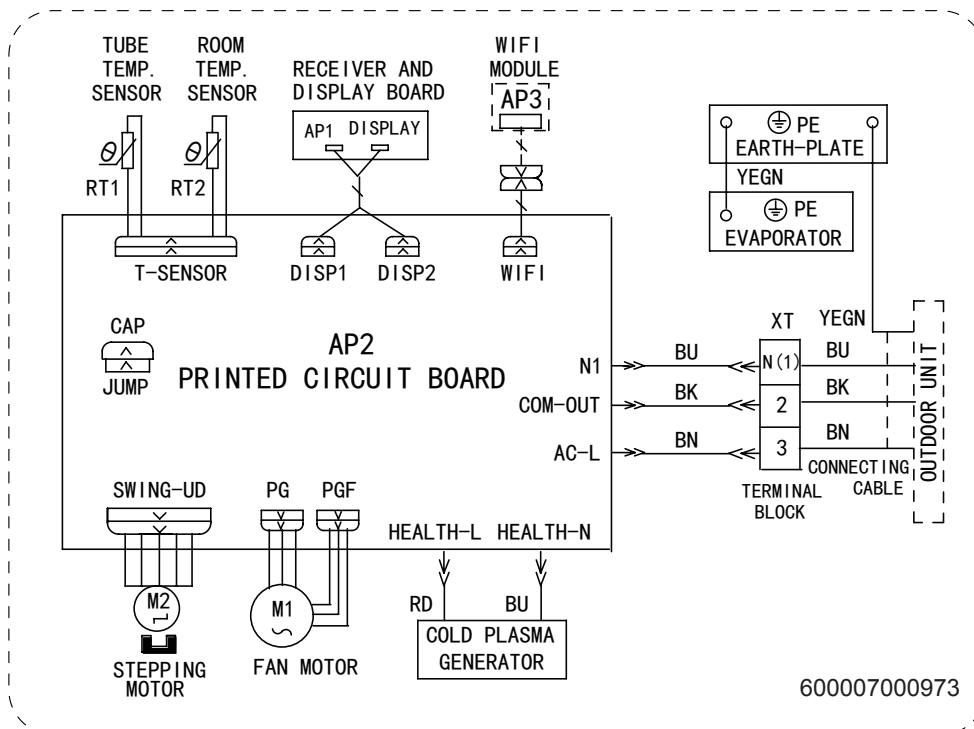 TUBE
TEMP.
SENSOR
ROOM
TEMP.
SENSOR
RECEIVER AND
DISPLAY BOARD
AP1 DISPLAY
WIFI
MODULE
AP3
PE
EARTH-PLATE
YEGN
PE
EVAPORATOR
RT1
RT2
T-SENSOR
DISP1
DISP2
WIFI
CAP
JUMP
AP2
PRINTED CIRCUIT BOARD
N1
COM-OUT
AC-L
BU
BK
BN
XT
N(1)
2
3
TERMINAL
BLOCK
YEGN
BU
BK
BN
CONNECTING
CABLE
OUTDOOR UNIT
SWING-UD
PG
PGF
HEALTH-L
HEALTH-N
M2
STEPPING
MOTOR
M1
FAN MOTOR
RD
BU
COLD PLASMA
GENERATOR
600007000973